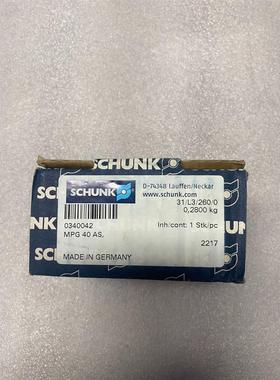 SCHUNK
D-74348 Lauffen/Neckar
www.schunk.com
31/L3/260/0
0,2800 kg
0340042
Inh/cont: 1 Stk/pc
MPG 40 AS,
2217
MADE IN GERMANY
SCHUNK